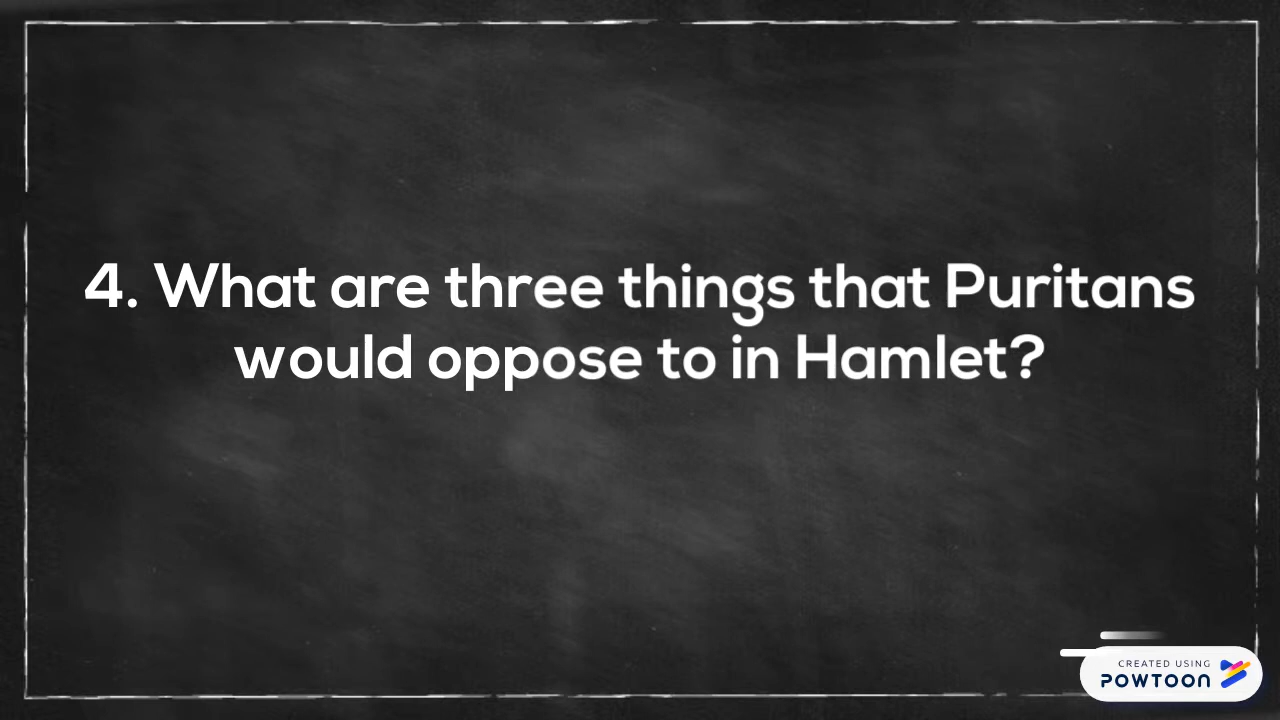 4. What are three things that Puritans
would oppose to in Hamlet?
CREATED USING
POWTOON